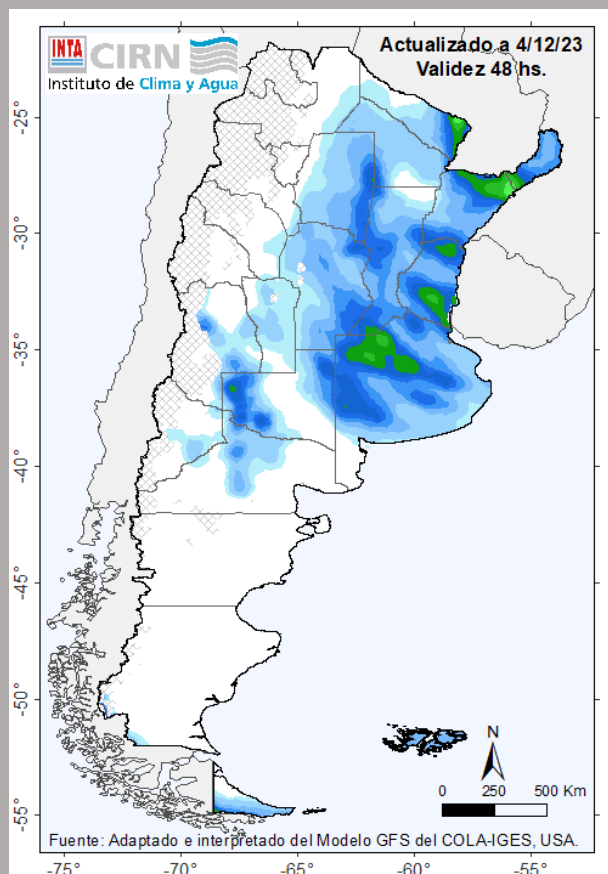 INTA CIRN
Instituto de Clima y Agua
Actualizado a 4/12/23
Validez 48 hs.
-25°
-30°
-35°
-40°
-45°
-50°
-55°
N
0 250 500 Km
Fuente: Adaptado e interpretado del Modelo GFS del COLA-IGES, USA.
-75° -70° -65° -60° -55°